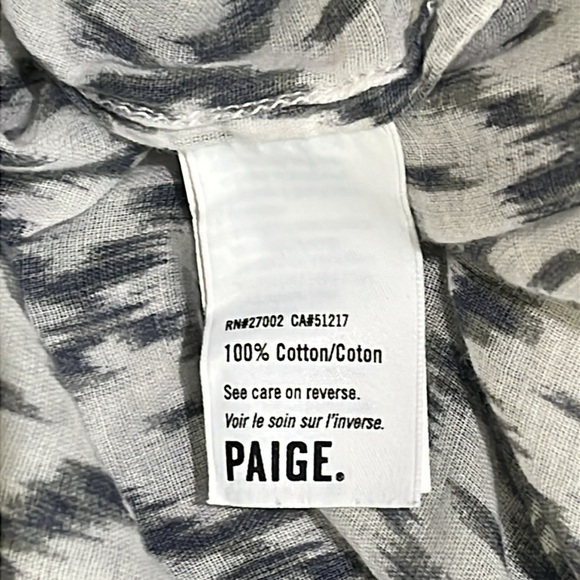 RN#27002 CA#51217
100% Cotton/Coton
See care on reverse.
Voir le soin sur l'inverse.
PAIGE.